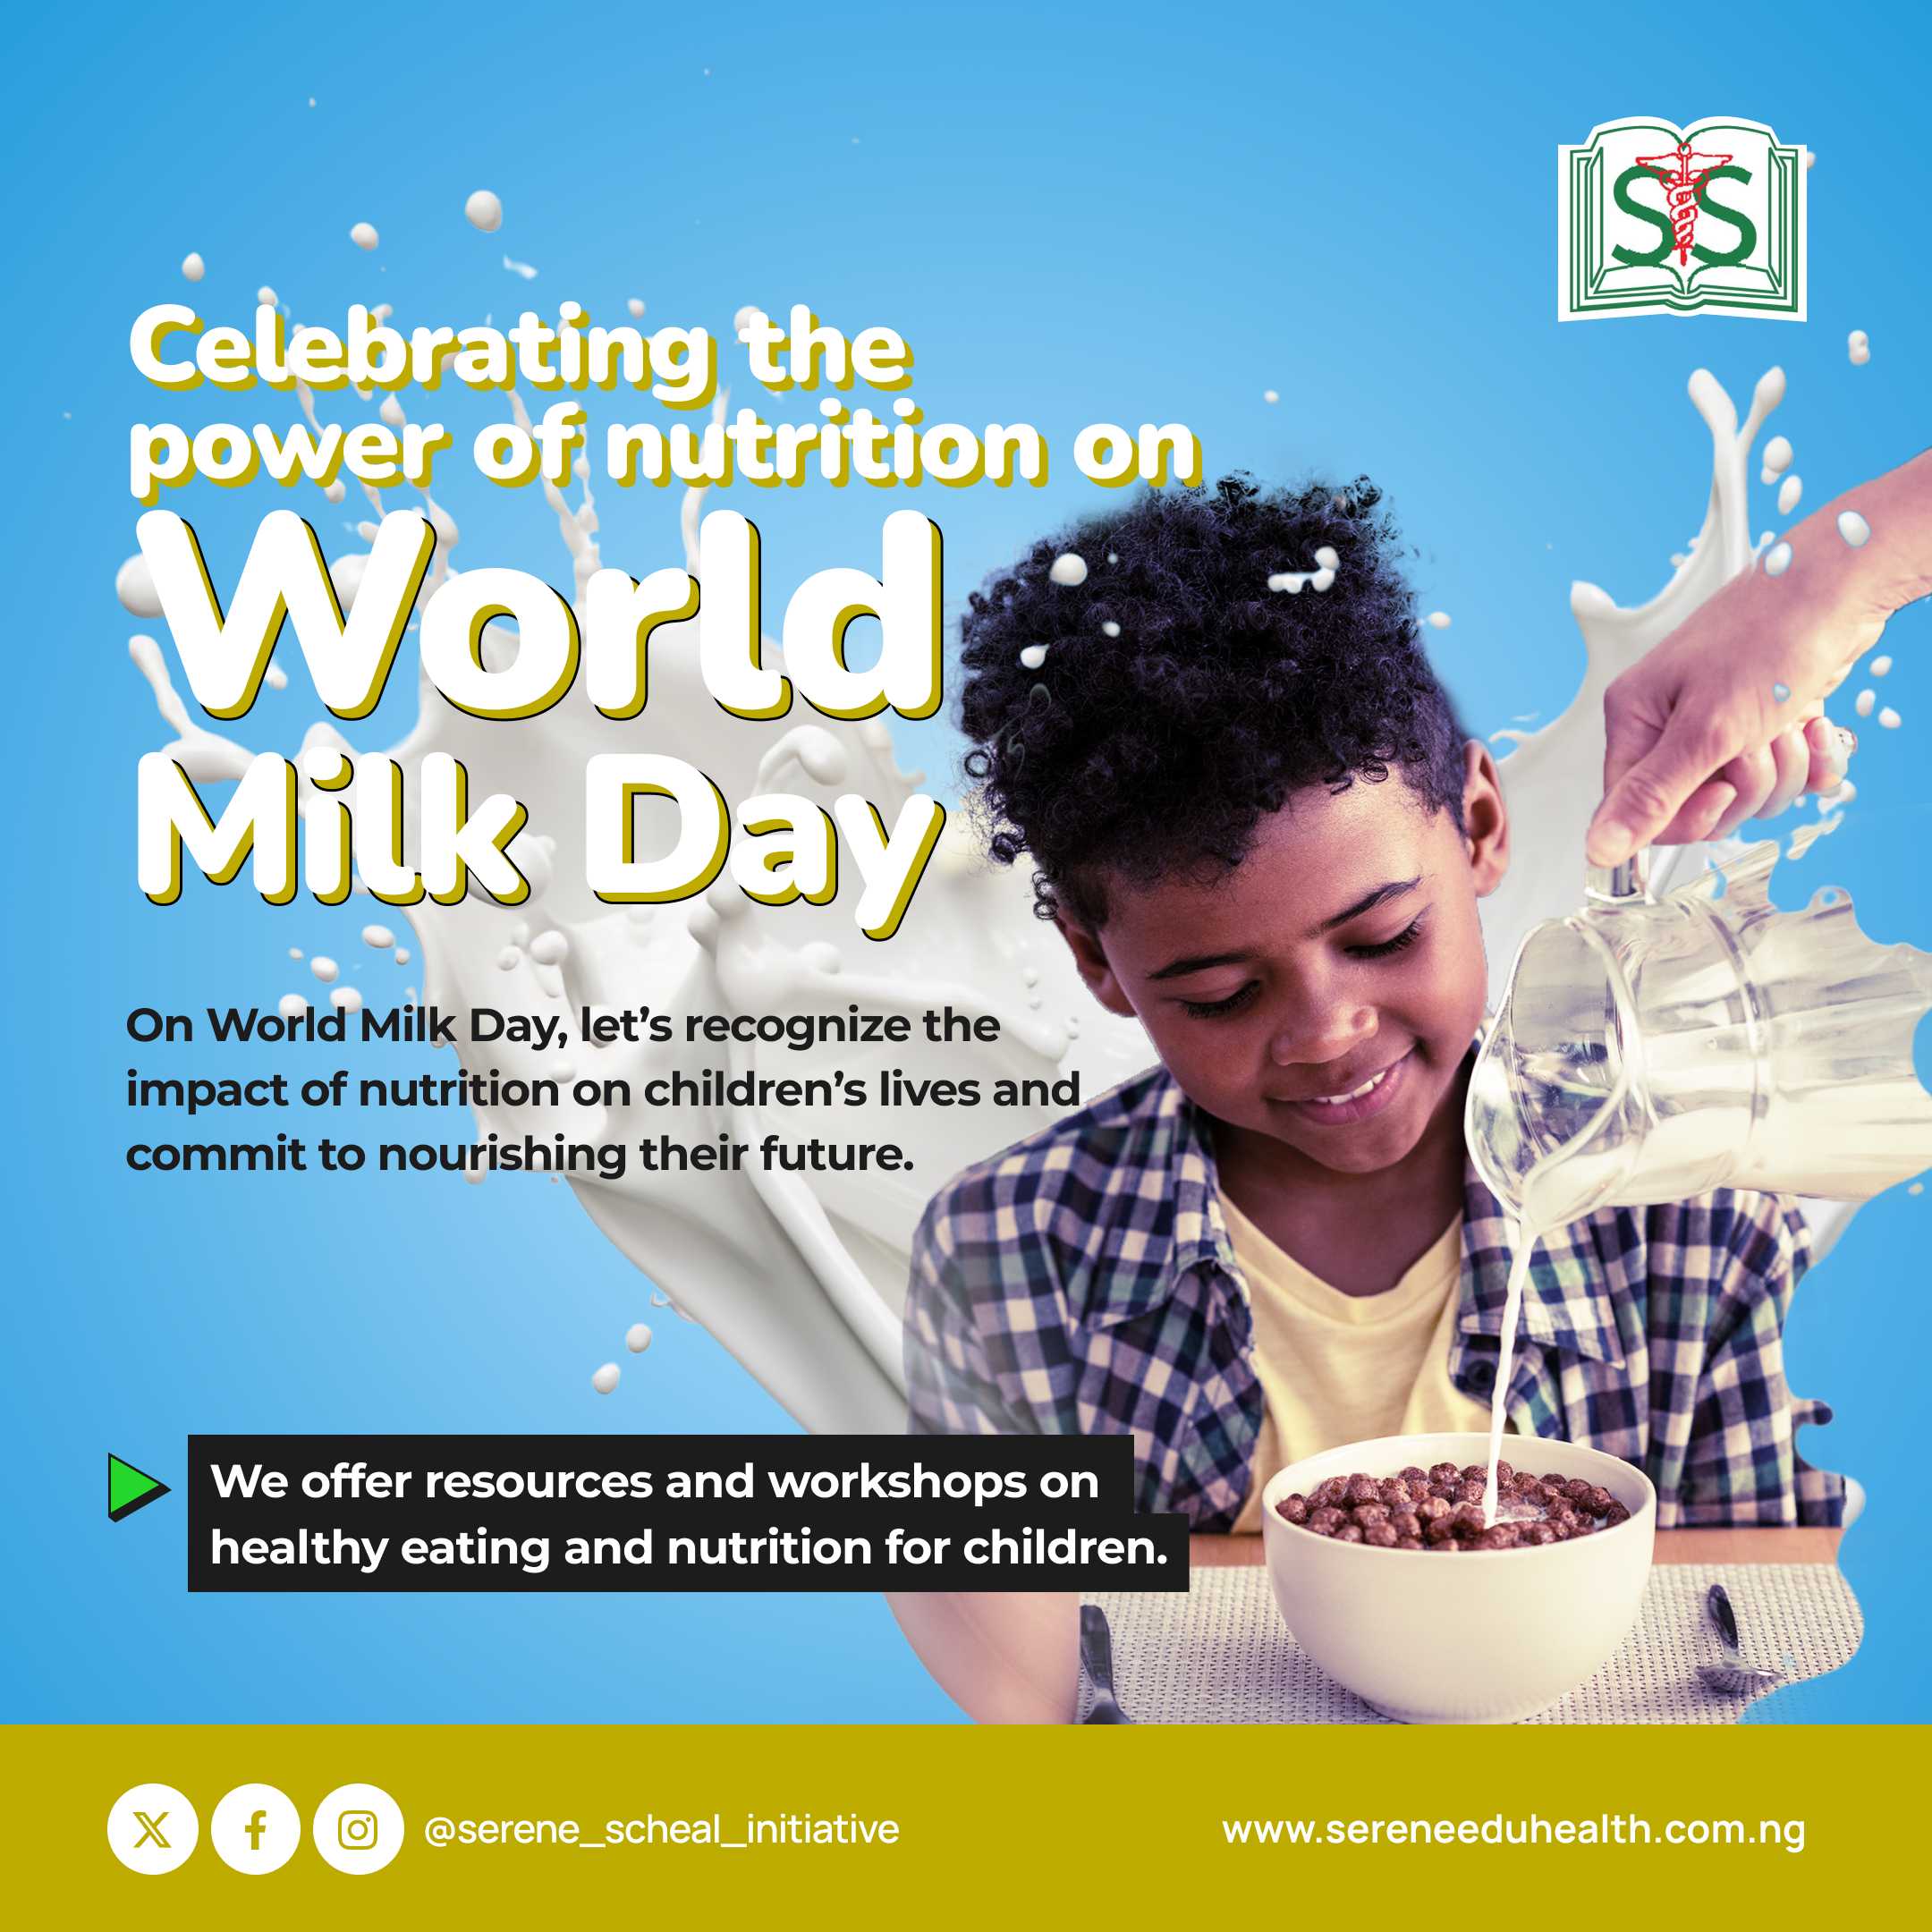 SS
Celebrating the
power of nutrition on
World
Milk Day
On World Milk Day, let’s recognize the
impact of nutrition on children’s lives and
commit to nourishing their future.
We offer resources and workshops on
healthy eating and nutrition for children.
@serene_scheal_initiative
www.sereneeduhealth.com.ng